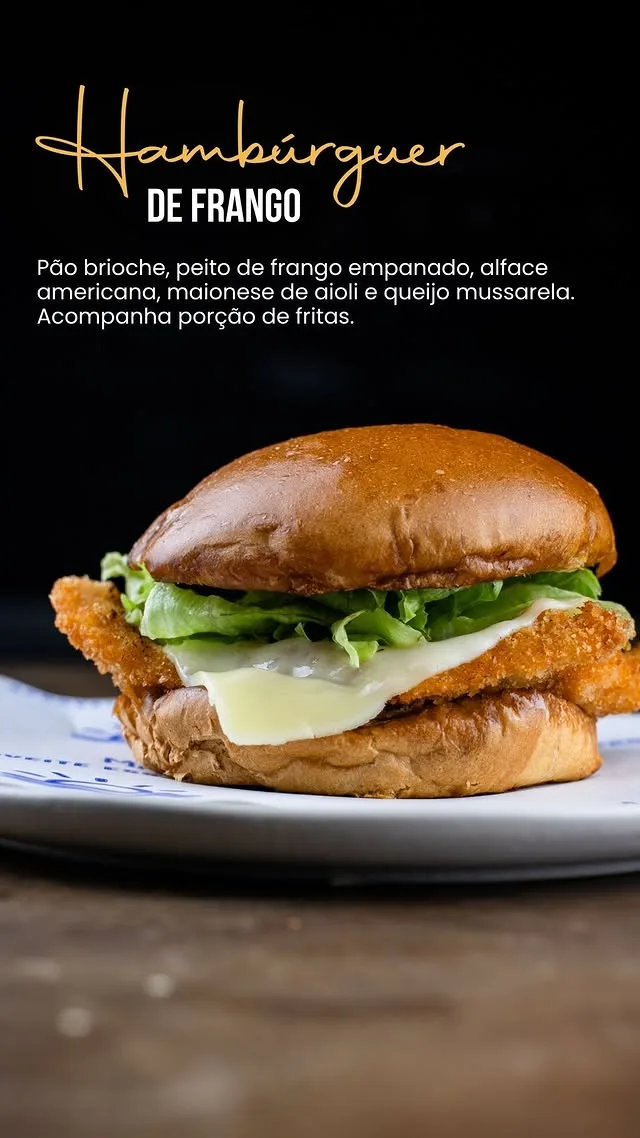 Hambúrguer
DE FRANGO
Pão brioche, peito de frango empanado, alface
americana, maionese de aioli e queijo mussarela.
Acompanha porção de fritas.